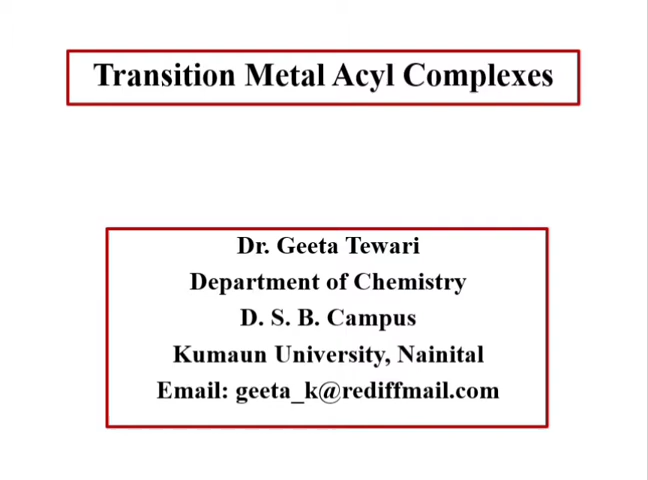 Transition Metal Acyl Complexes
Dr. Geeta Tewari
Department of Chemistry
D. S. B. Campus
Kumaun University, Nainital
Email: geeta_k@rediffmail.com